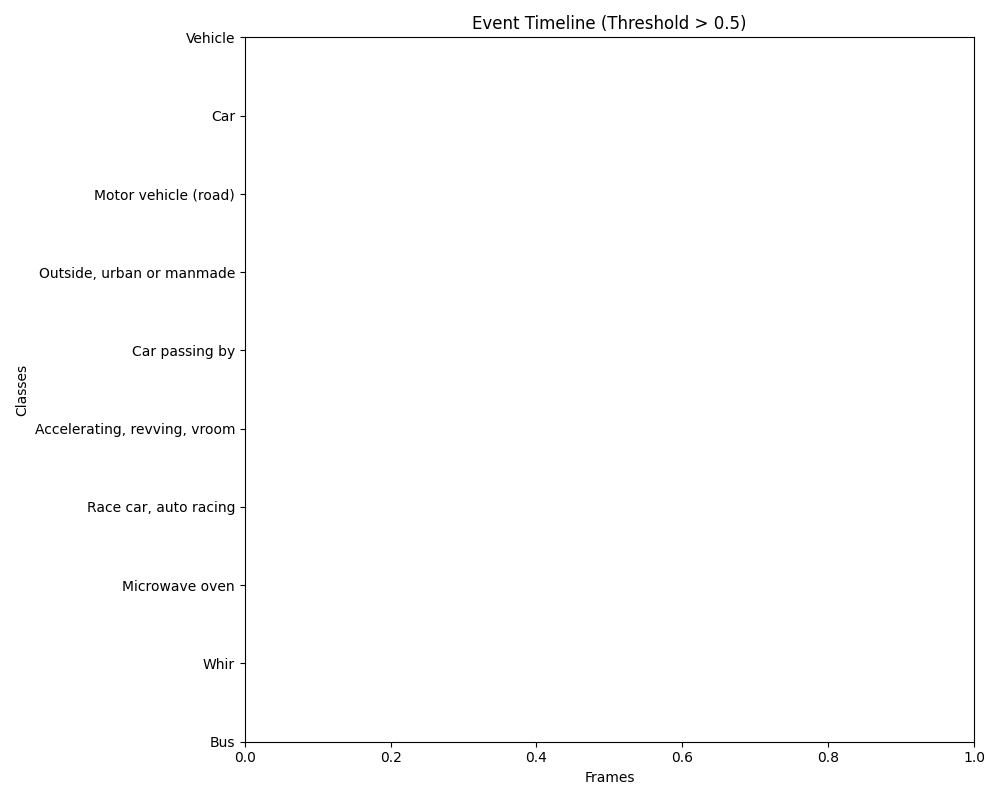 Event Timeline (Threshold > 0.5)
Vehicle
Car
Motor vehicle (road)
Outside, urban or manmade
Car passing by
Accelerating, revving, vroom
Race car, auto racing
Microwave oven
Whir
Bus
Classes
0.0 0.2 0.4 0.6 0.8 1.0
Frames